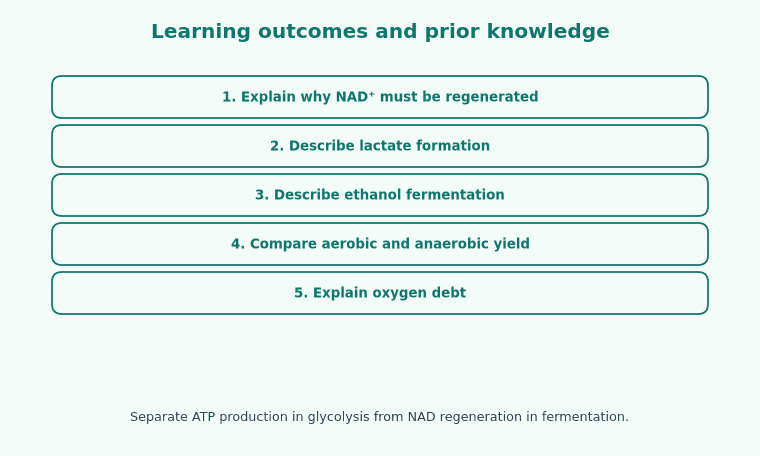 Learning outcomes and prior knowledge
1. Explain why NAD⁺ must be regenerated
2. Describe lactate formation
3. Describe ethanol fermentation
4. Compare aerobic and anaerobic yield
5. Explain oxygen debt
Separate ATP production in glycolysis from NAD regeneration in fermentation.